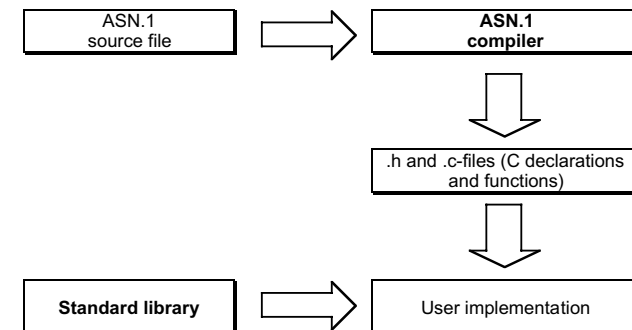 ASN.1
source file
ASN.1
compiler
.h and .c-files (C declarations
and functions)
Standard library
User implementation